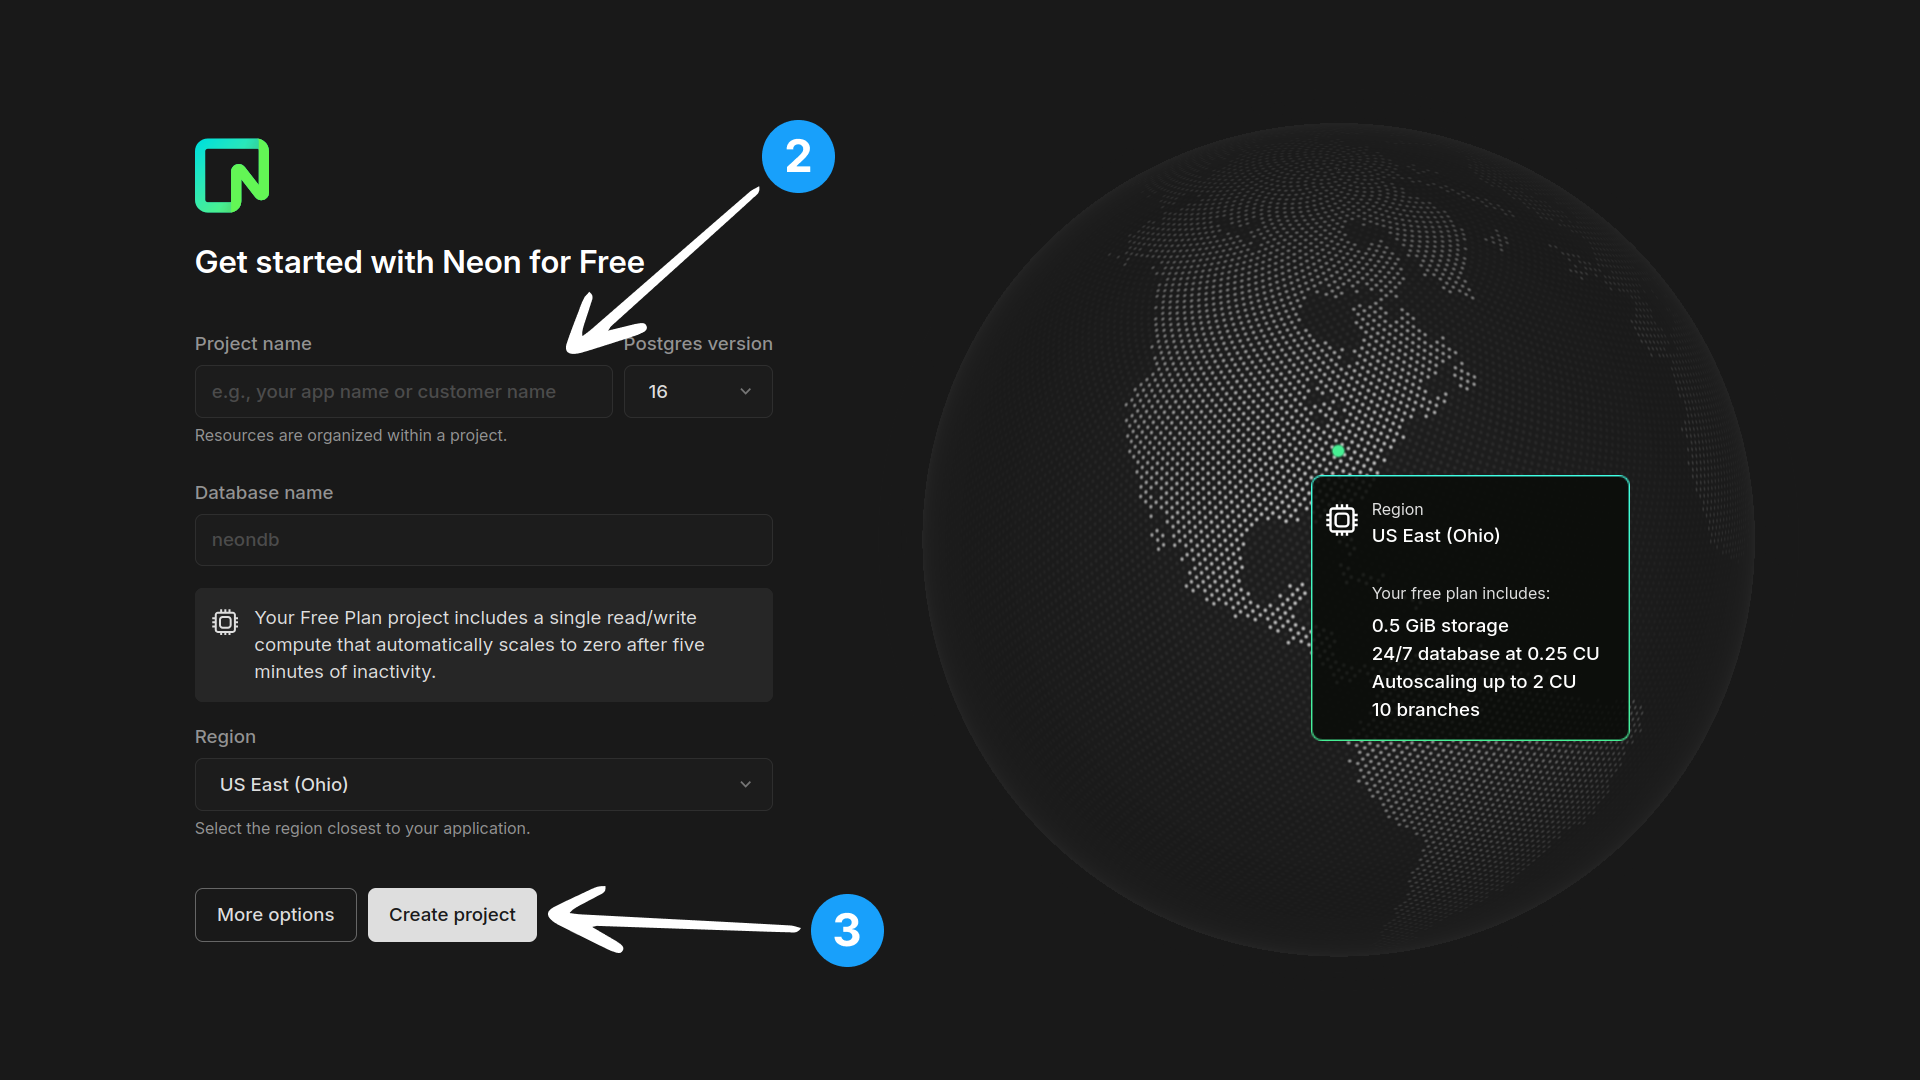 2
Get started with Neon for Free
Project name
Postgres version
e.g., your app name or customer name
16
Resources are organized within a project.
Database name
neondb
Your Free Plan project includes a single read/write
compute that automatically scales to zero after five
minutes of inactivity.
Region
US East (Ohio)
Select the region closest to your application.
More options
Create project
3
Region
US East (Ohio)
Your free plan includes:
0.5 GiB storage
24/7 database at 0.25 CU
Autoscaling up to 2 CU
10 branches